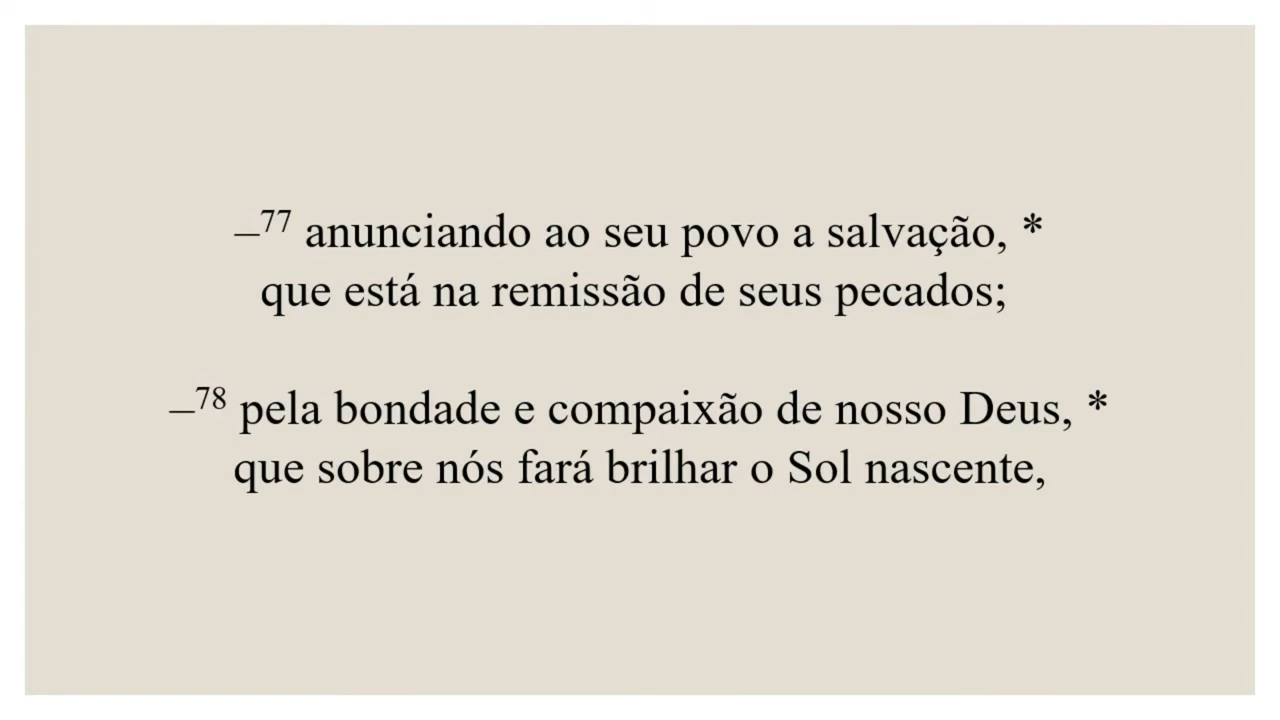 –77 anunciando ao seu povo a salvação, *
que está na remissão de seus pecados;
–78 pela bondade e compaixão de nosso Deus, *
que sobre nós fará brilhar o Sol nascente,